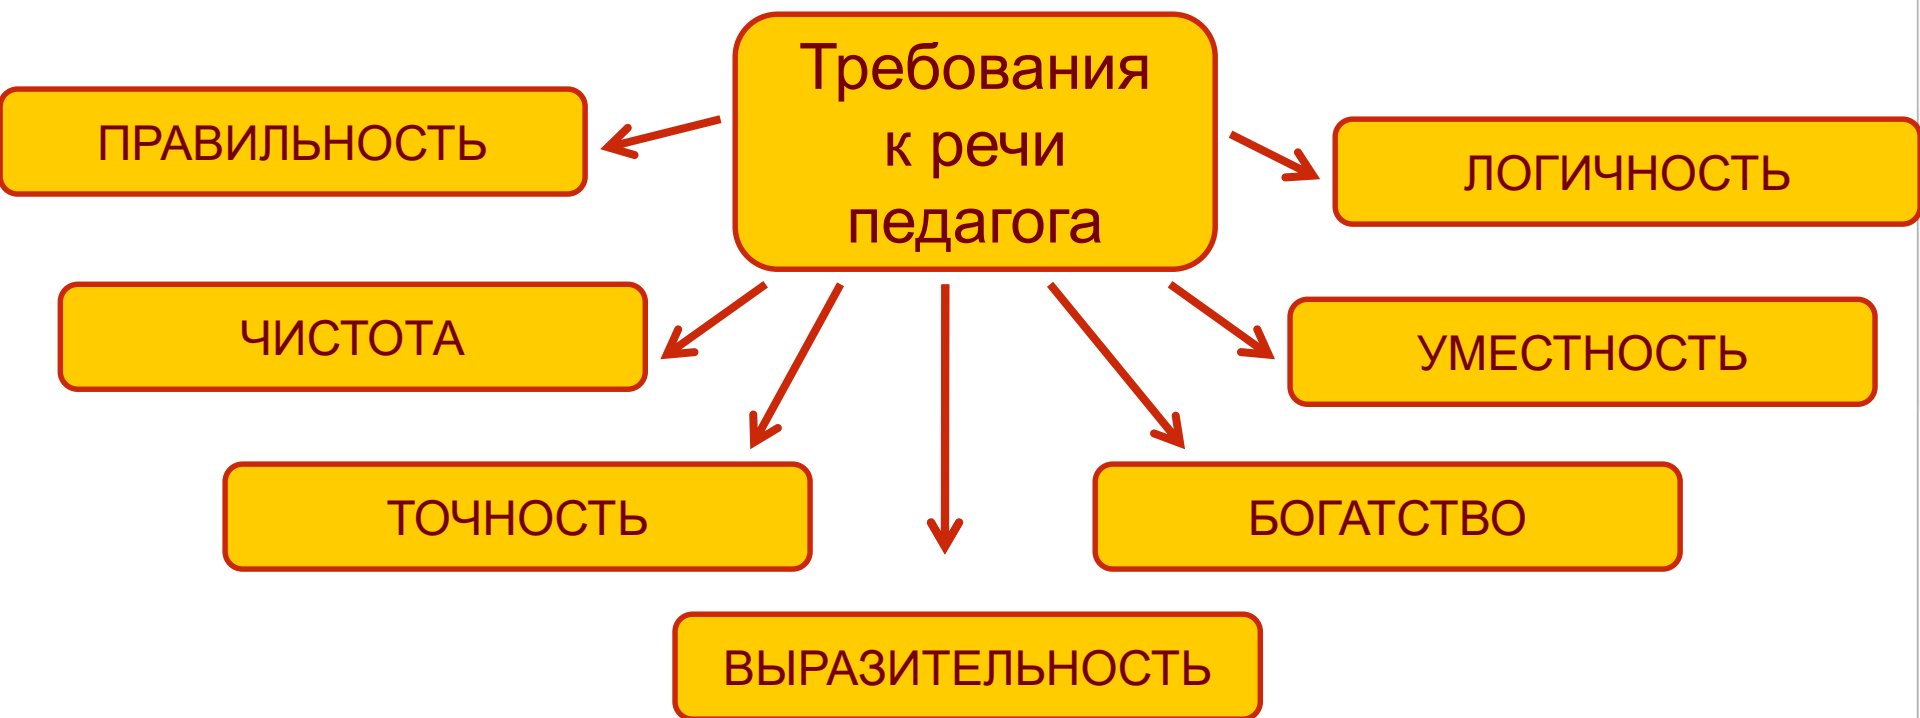 Требования
к речи
педагога
ПРАВИЛЬНОСТЬ
ЛОГИЧНОСТЬ
ЧИСТОТА
УМЕСТНОСТЬ
ТОЧНОСТЬ
БОГАТСТВО
ВЫРАЗИТЕЛЬНОСТЬ